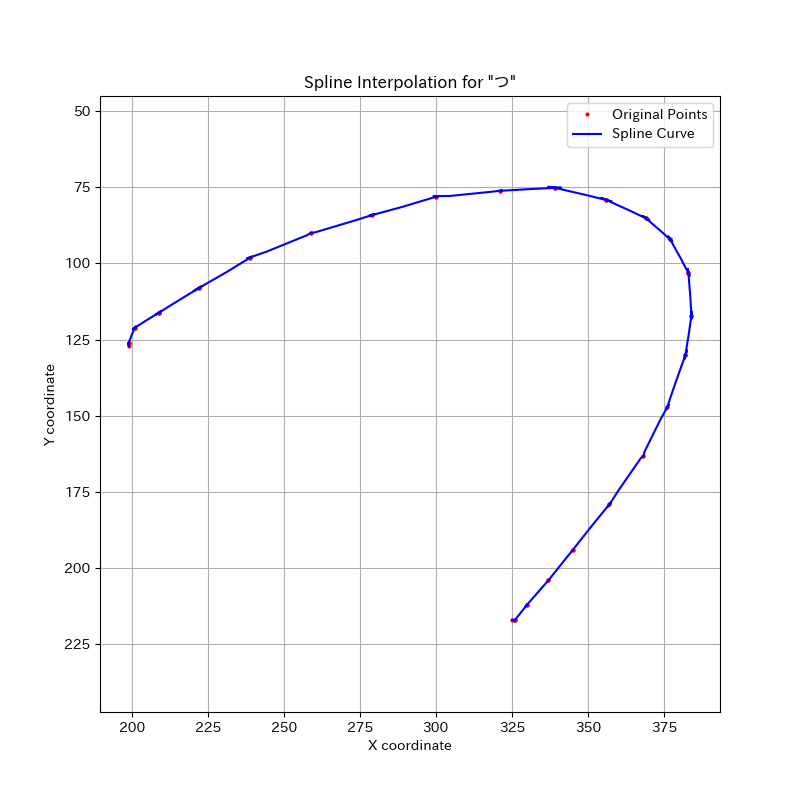 Spline Interpolation for "つ"
Original Points
Spline Curve
50
75
100
125
150
175
200
225
Y coordinate
200 225 250 275 300 325 350 375
X coordinate